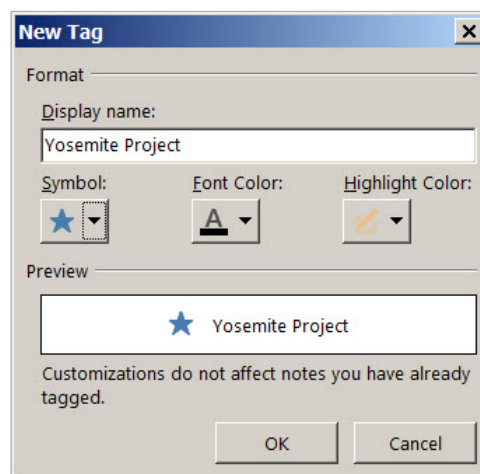 New Tag
Format
Display name:
Yosemite Project
Symbol: Font Color: Highlight Color:
A
Preview
Yosemite Project
Customizations do not affect notes you have already
tagged.
OK Cancel